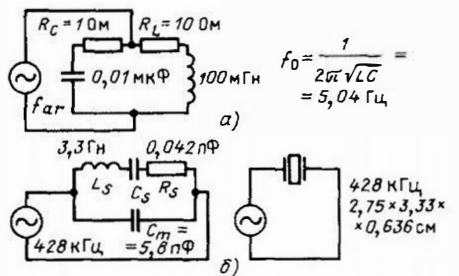 R_C = 1 Ом R_L = 10 Ом
0,01 мкФ
100 мГн
f_ar
а)
f_0 = 1 / 2π√LC =
= 5,04 Гц
3,3 Гн 0,042 пФ
L_S C_S R_S
C_m =
= 5,8 пФ
428 кГц
б)
428 кГц
2,75×3,33×
×0,636 см